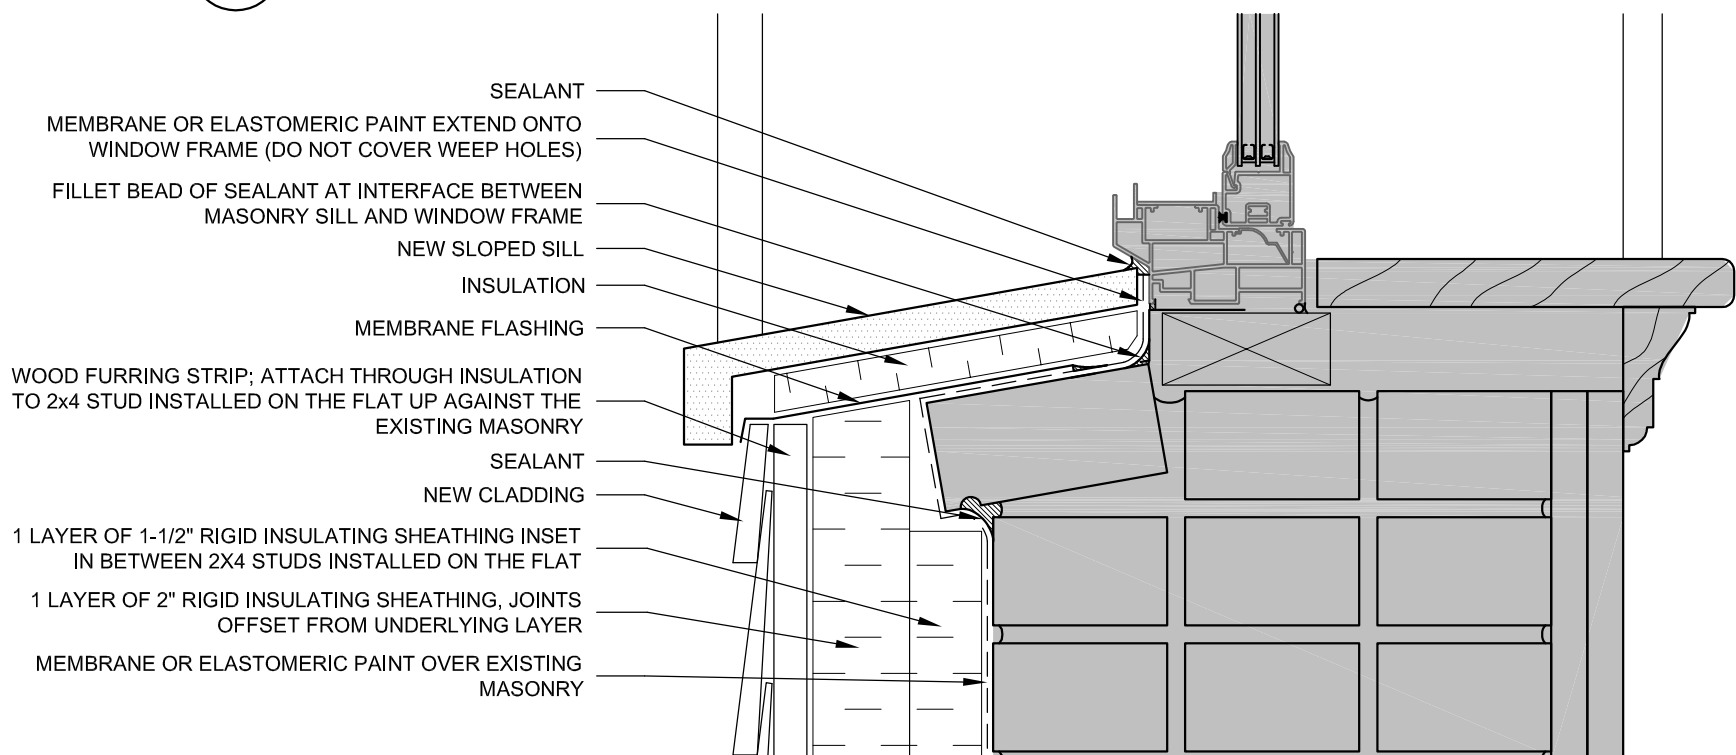 SEALANT
MEMBRANE OR ELASTOMERIC PAINT EXTEND ONTO
WINDOW FRAME (DO NOT COVER WEEP HOLES)
FILLET BEAD OF SEALANT AT INTERFACE BETWEEN
MASONRY SILL AND WINDOW FRAME
NEW SLOPED SILL
INSULATION
MEMBRANE FLASHING
WOOD FURRING STRIP; ATTACH THROUGH INSULATION
TO 2x4 STUD INSTALLED ON THE FLAT UP AGAINST THE
EXISTING MASONRY
SEALANT
NEW CLADDING
1 LAYER OF 1-1/2" RIGID INSULATING SHEATHING INSET
IN BETWEEN 2X4 STUDS INSTALLED ON THE FLAT
1 LAYER OF 2" RIGID INSULATING SHEATHING, JOINTS
OFFSET FROM UNDERLYING LAYER
MEMBRANE OR ELASTOMERIC PAINT OVER EXISTING
MASONRY